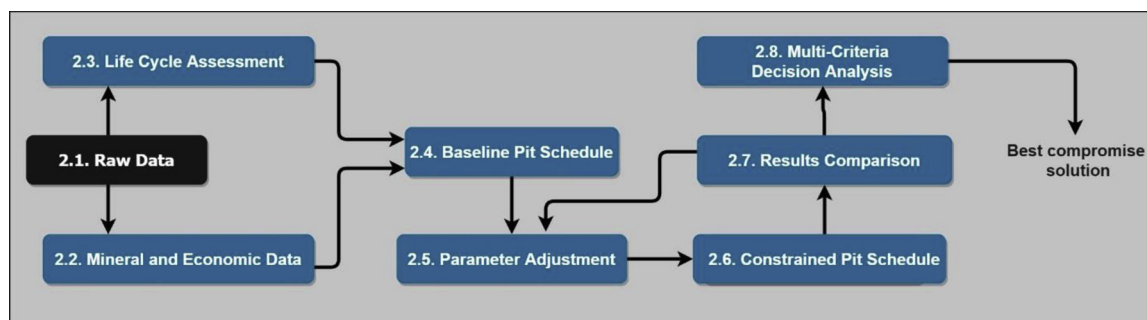 2.3. Life Cycle Assessment
2.8. Multi-Criteria
Decision Analysis
2.1. Raw Data
2.4. Baseline Pit Schedule
2.7. Results Comparison
Best compromise
solution
2.2. Mineral and Economic Data
2.5. Parameter Adjustment
2.6. Constrained Pit Schedule